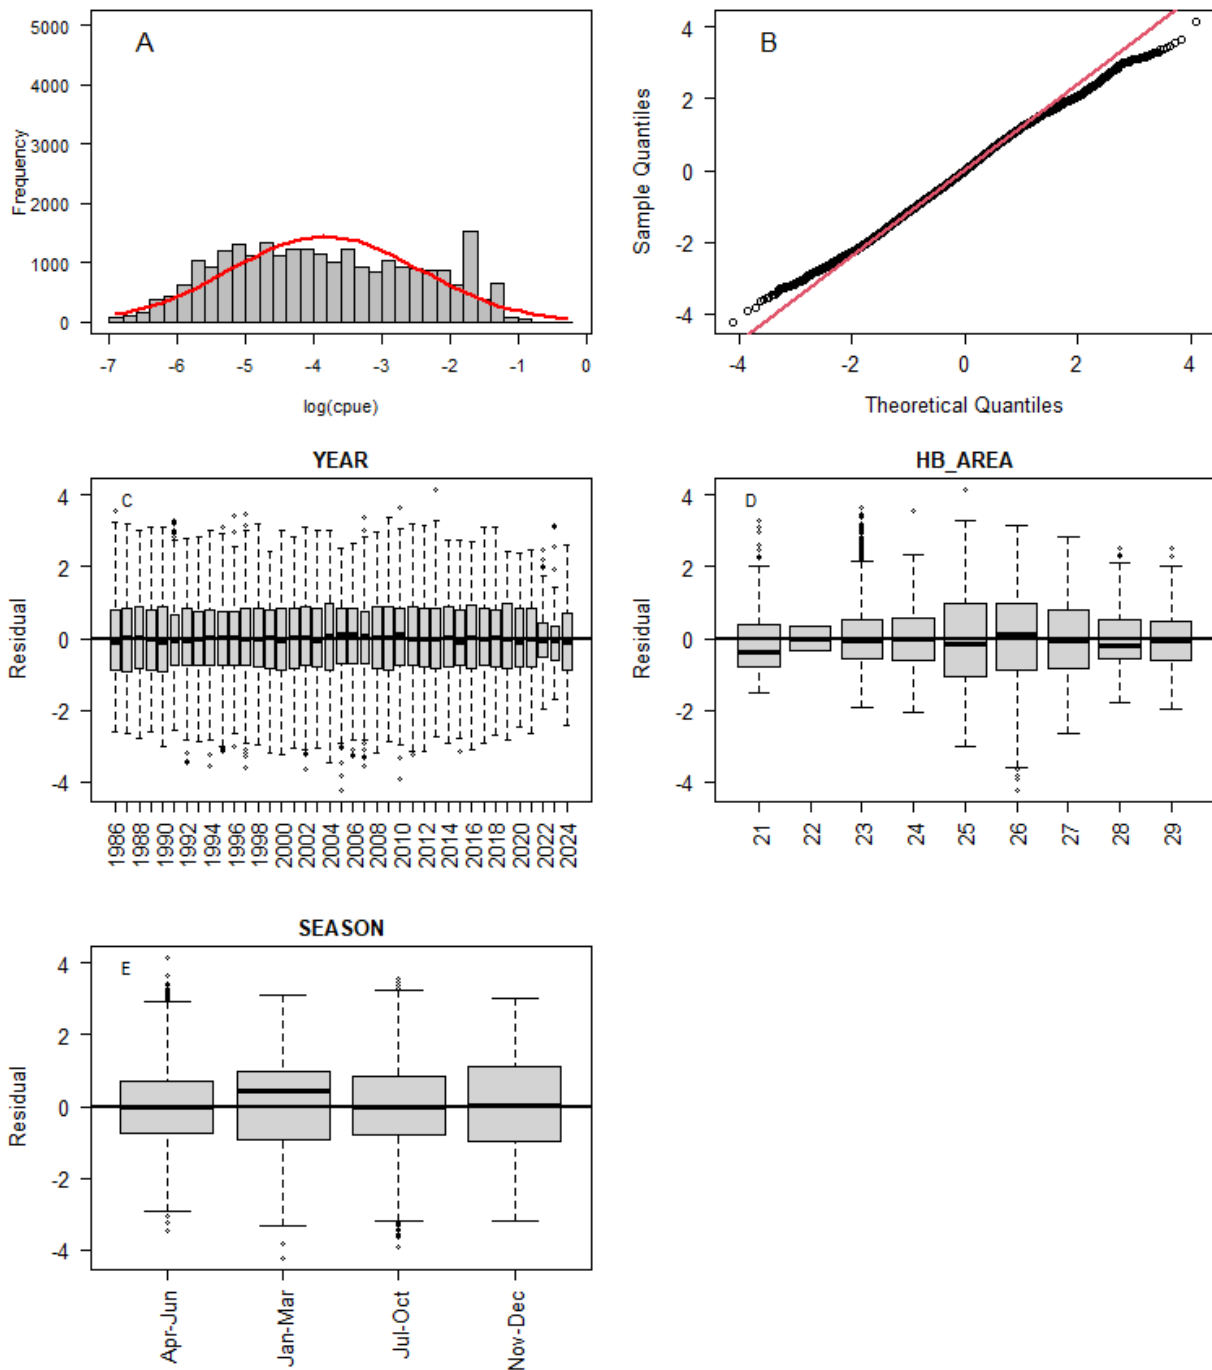 A
5000
4000
3000
2000
1000
0
Frequency
-7 -6 -5 -4 -3 -2 -1 0
log(cpue)
B
4
2
0
-2
-4
Sample Quantiles
-4 -2 0 2 4
Theoretical Quantiles
YEAR
C
4
2
0
-2
-4
Residual
1986 1988 1990 1992 1994 1996 1998 2000 2002 2004 2006 2008 2010 2012 2014 2016 2018 2020 2022 2024
HB_AREA
D
4
2
0
-2
-4
Residual
21 22 23 24 25 26 27 28 29
SEASON
E
4
2
0
-2
-4
Residual
Apr-Jun Jan-Mar Jul-Oct Nov-Dec